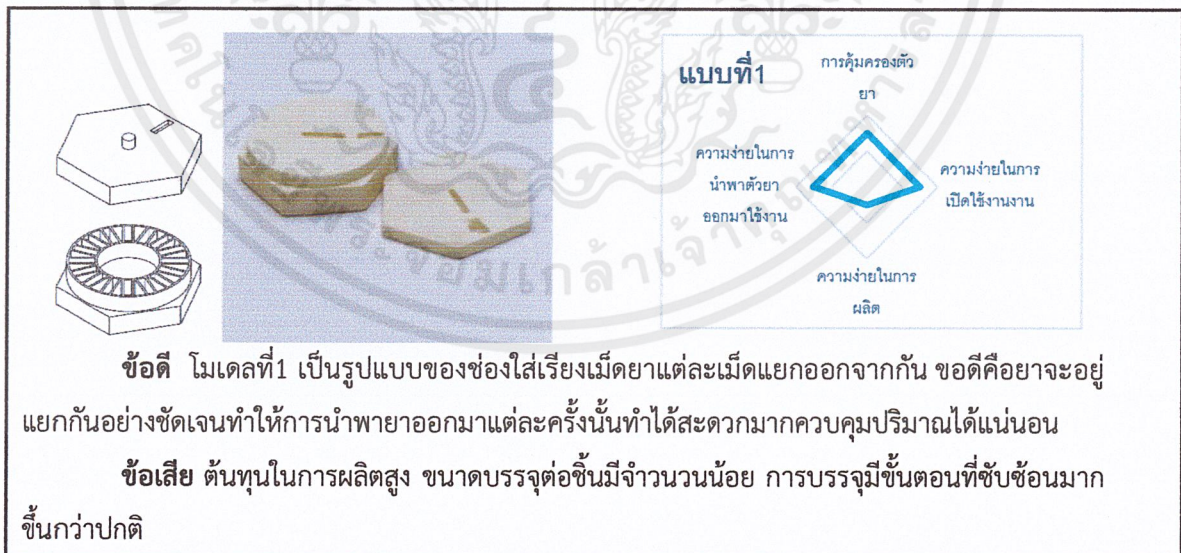 แบบที่1
การคุ้มครองตัว
ยา
ความง่ายในการ
นำพาตัวยา
ออกมาใช้งาน
ความง่ายในการ
เปิดใช้งานงาน
ความง่ายในการ
ผลิต
ข้อดี โมเดลที่1 เป็นรูปแบบของช่องใส่เรียงเม็ดยาแต่ละเม็ดแยกออกจากกัน ขอดีคือยาจะอยู่
แยกกันอย่างชัดเจนทำให้การนำพายาออกมาแต่ละครั้งนั้นทำได้สะดวกมากควบคุมปริมาณได้แน่นอน
ข้อเสีย ต้นทุนในการผลิตสูง ขนาดบรรจุต่อชิ้นมีจำวนวนน้อย การบรรจุมีขั้นตอนที่ซับซ้อนมาก
ขึ้นกว่าปกติ